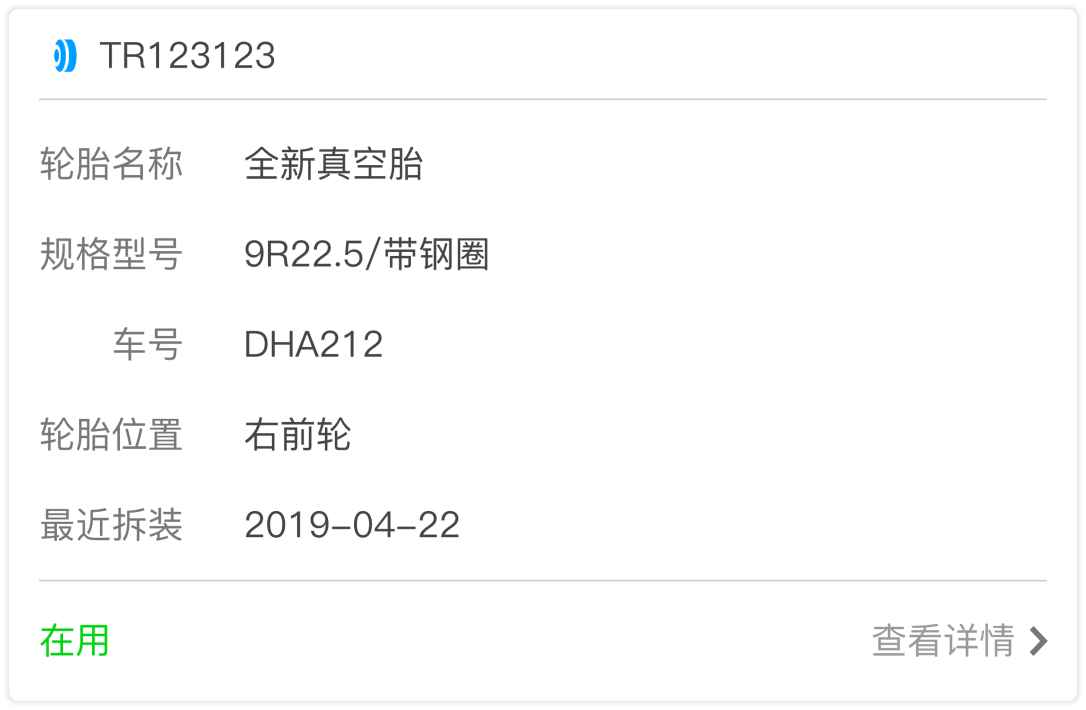 TR123123
轮胎名称 全新真空胎
规格型号 9R22.5/带钢圈
车号 DHA212
轮胎位置 右前轮
最近拆装 2019-04-22
在用 查看详情